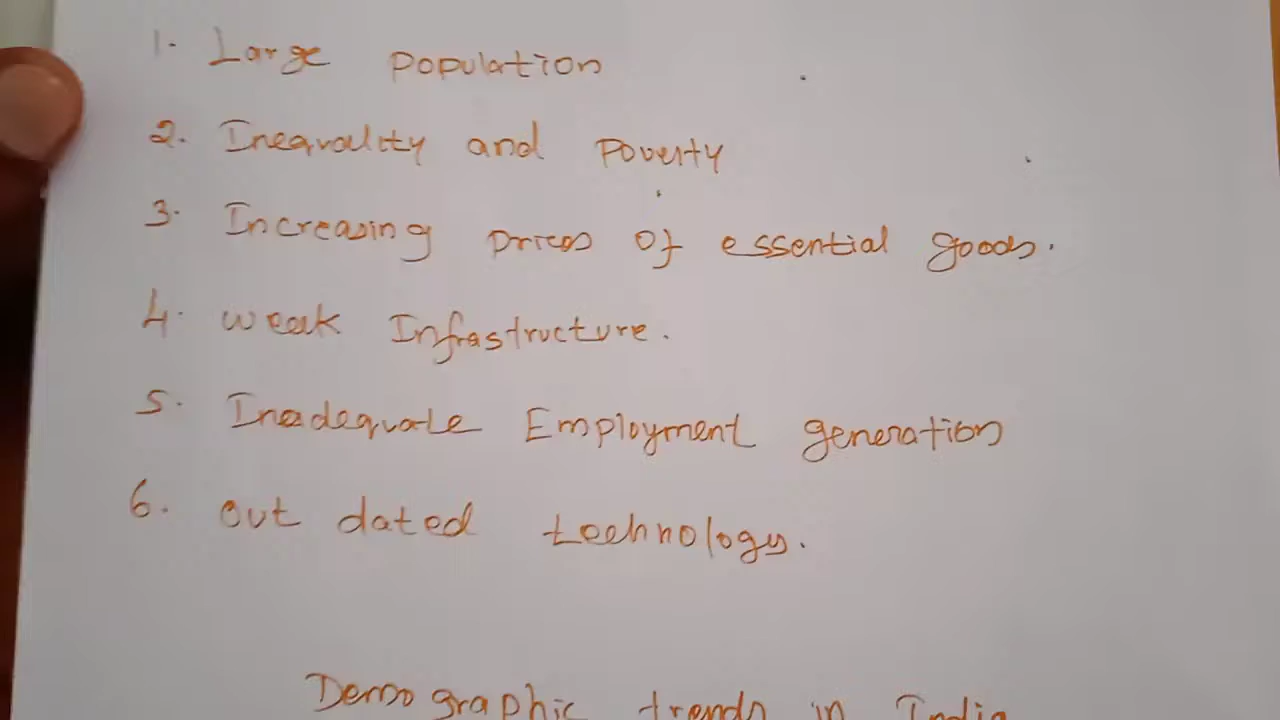 1. Large population
2. Inequality and poverty
3. Increasing prices of essential goods.
4. weak Infrastructure.
5. Inadequate Employment generation
6. out dated technology.
Demographic trends in India